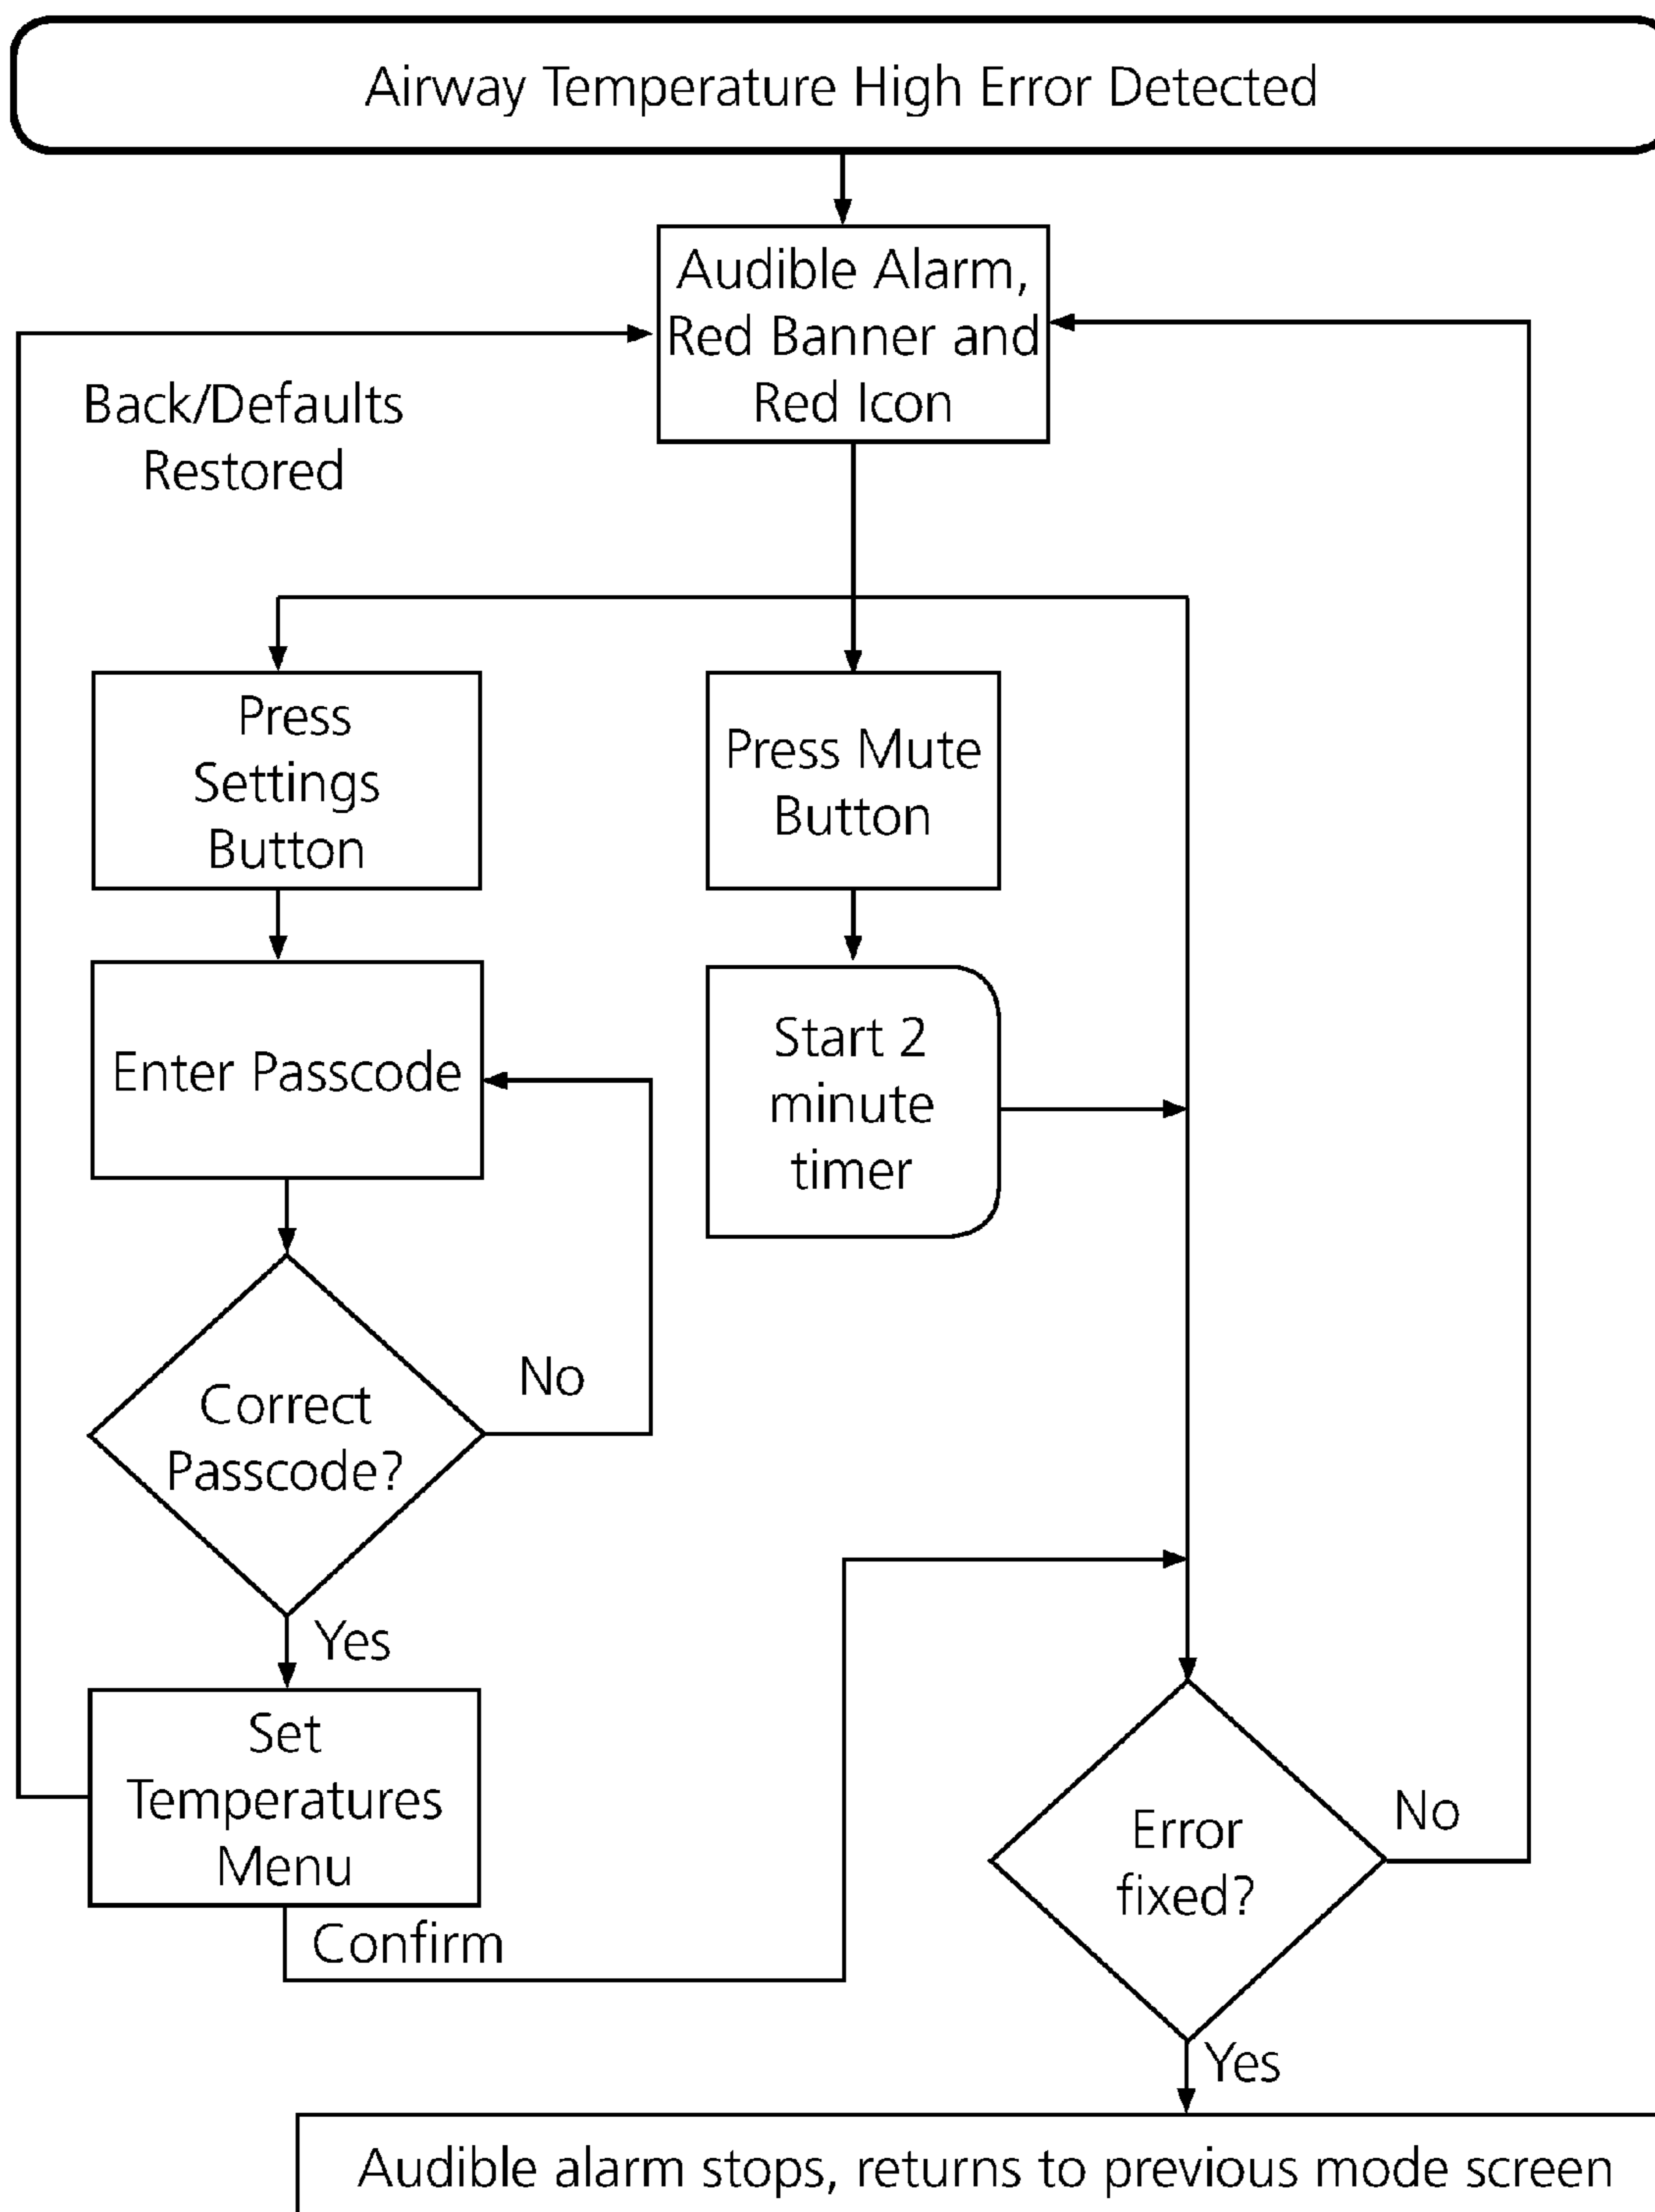 Airway Temperature High Error Detected
Audible Alarm,
Red Banner and
Red Icon
Back/Defaults
Restored
Press
Settings
Button
Press Mute
Button
Enter Passcode
Start 2
minute
timer
Correct
Passcode?
No
Yes
Set
Temperatures
Menu
Confirm
Error
fixed?
No
Yes
Audible alarm stops, returns to previous mode screen